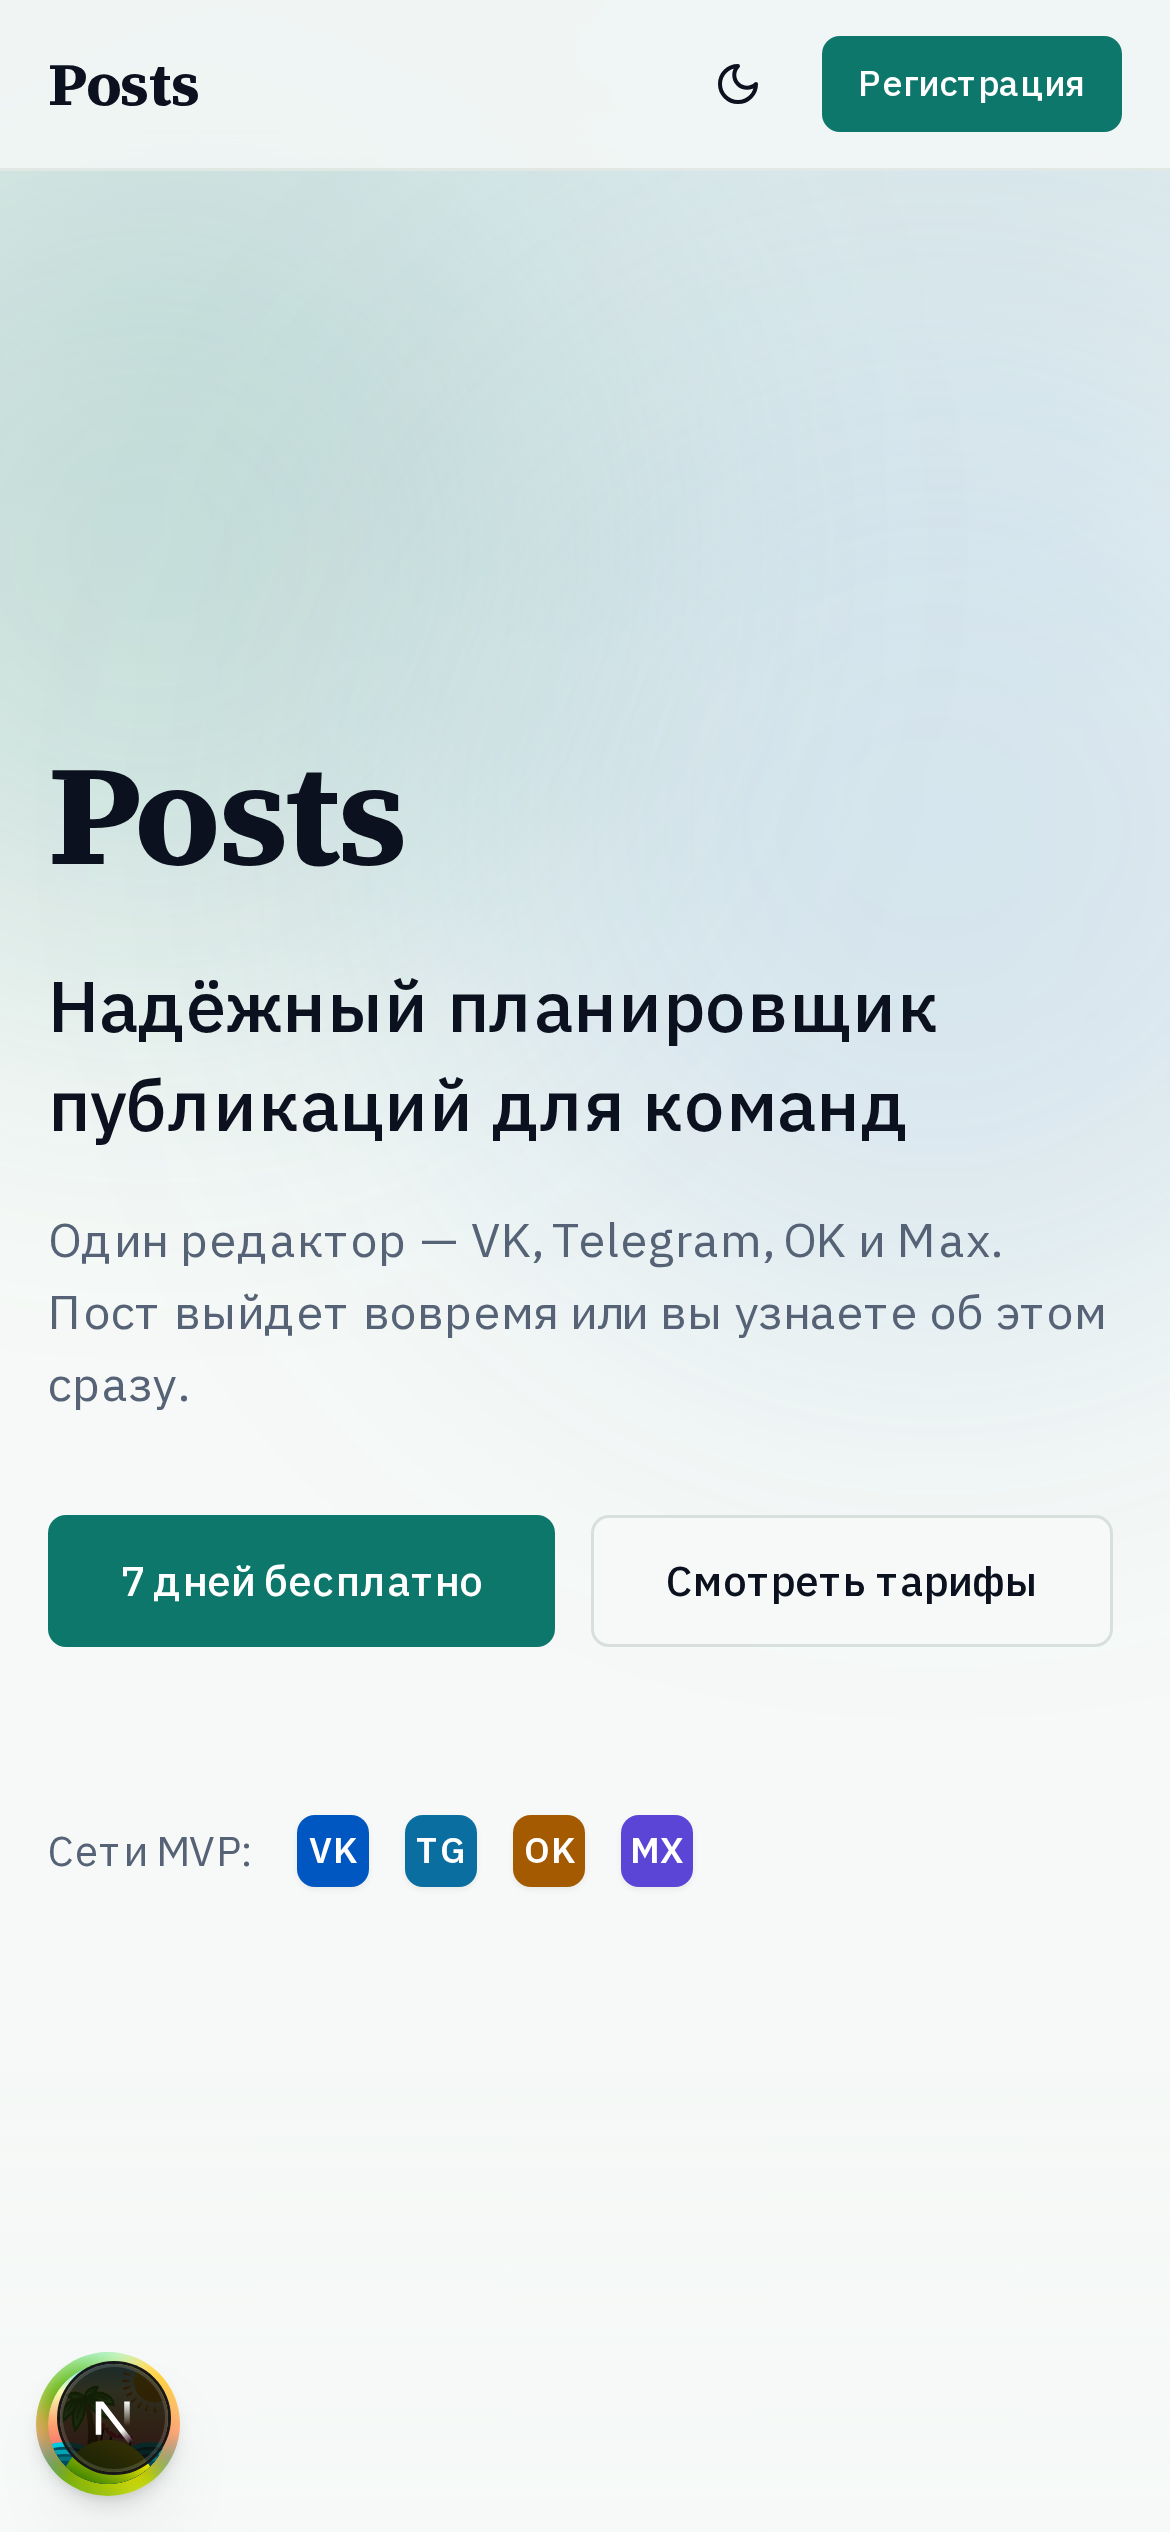 Posts
Регистрация
Posts
Надёжный планировщик
публикаций для команд
Один редактор — VK, Telegram, OK и Max.
Пост выйдет вовремя или вы узнаете об этом
сразу.
7 дней бесплатно
Смотреть тарифы
Сети MVP:
VK
TG
OK
MX
N